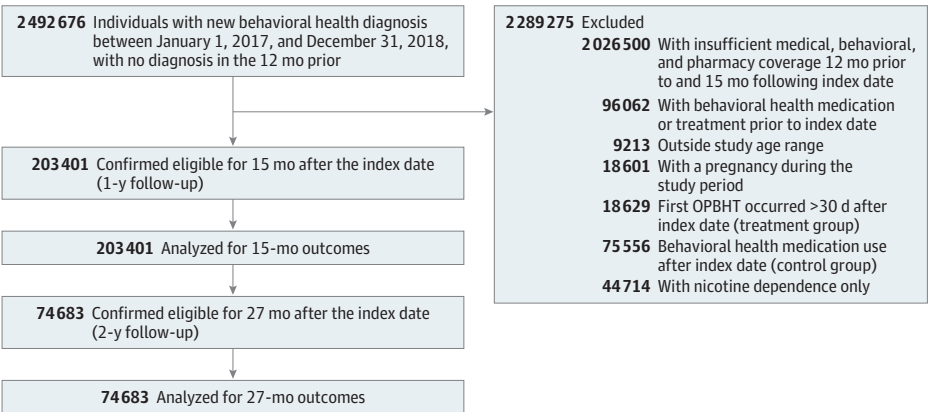 2492676 Individuals with new behavioral health diagnosis
between January 1, 2017, and December 31, 2018,
with no diagnosis in the 12 mo prior
2289275 Excluded
2026500 With insufficient medical, behavioral,
and pharmacy coverage 12 mo prior
to and 15 mo following index date
96062 With behavioral health medication
or treatment prior to index date
9213 Outside study age range
18601 With a pregnancy during the
study period
18629 First OPBHT occurred >30 d after
index date (treatment group)
75556 Behavioral health medication use
after index date (control group)
44714 With nicotine dependence only
203401 Confirmed eligible for 15 mo after the index date
(1-y follow-up)
203401 Analyzed for 15-mo outcomes
74683 Confirmed eligible for 27 mo after the index date
(2-y follow-up)
74683 Analyzed for 27-mo outcomes